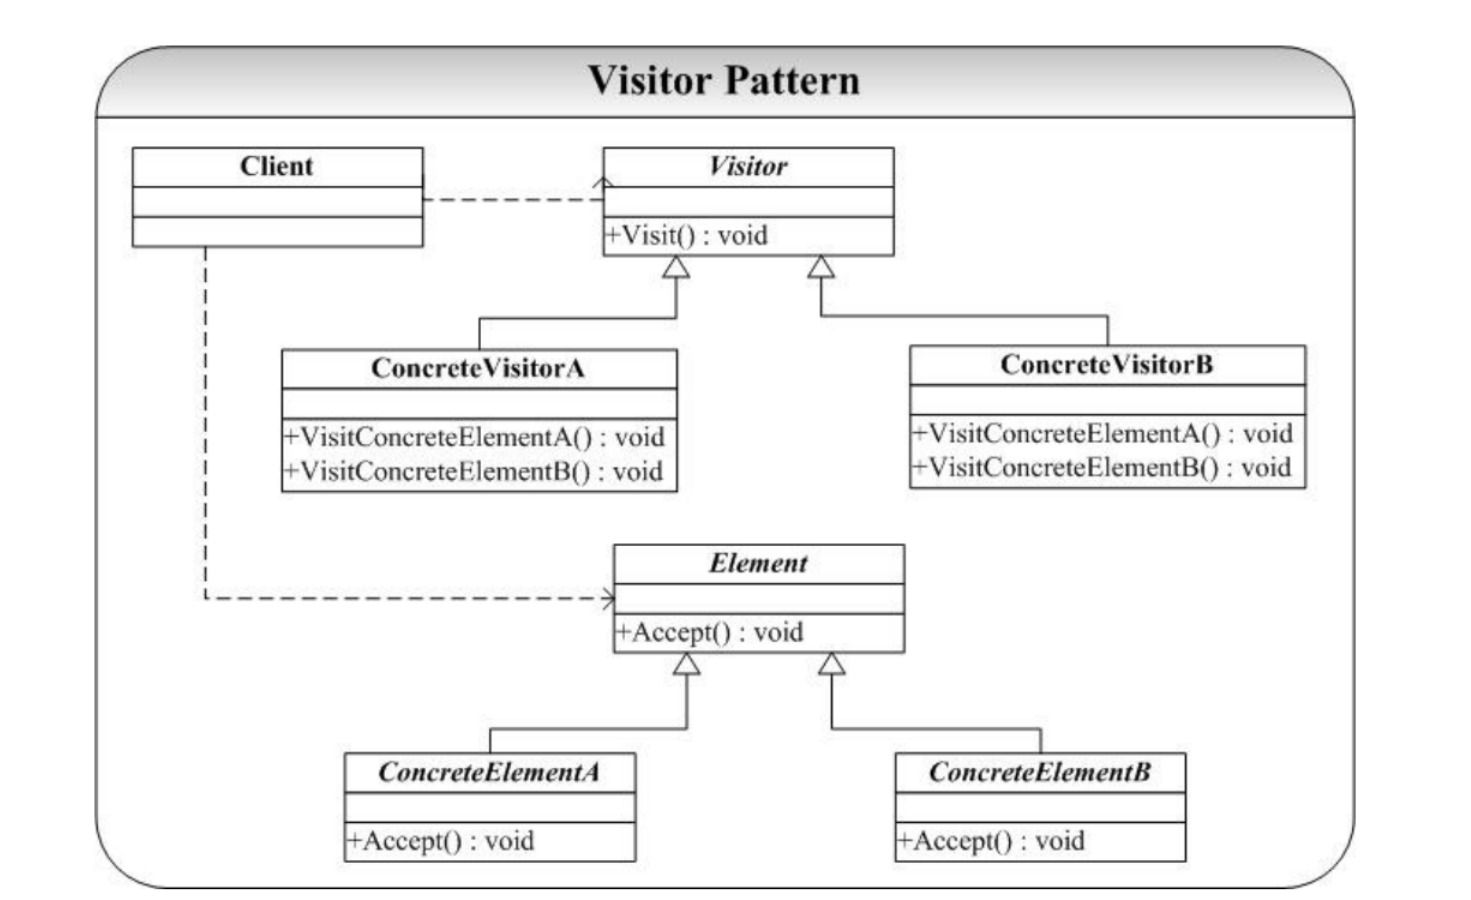 Visitor Pattern
Client
Visitor
+Visit() : void
ConcreteVisitorA
+VisitConcreteElementA() : void
+VisitConcreteElementB() : void
ConcreteVisitorB
+VisitConcreteElementA() : void
+VisitConcreteElementB() : void
Element
+Accept() : void
ConcreteElementA
+Accept() : void
ConcreteElementB
+Accept() : void